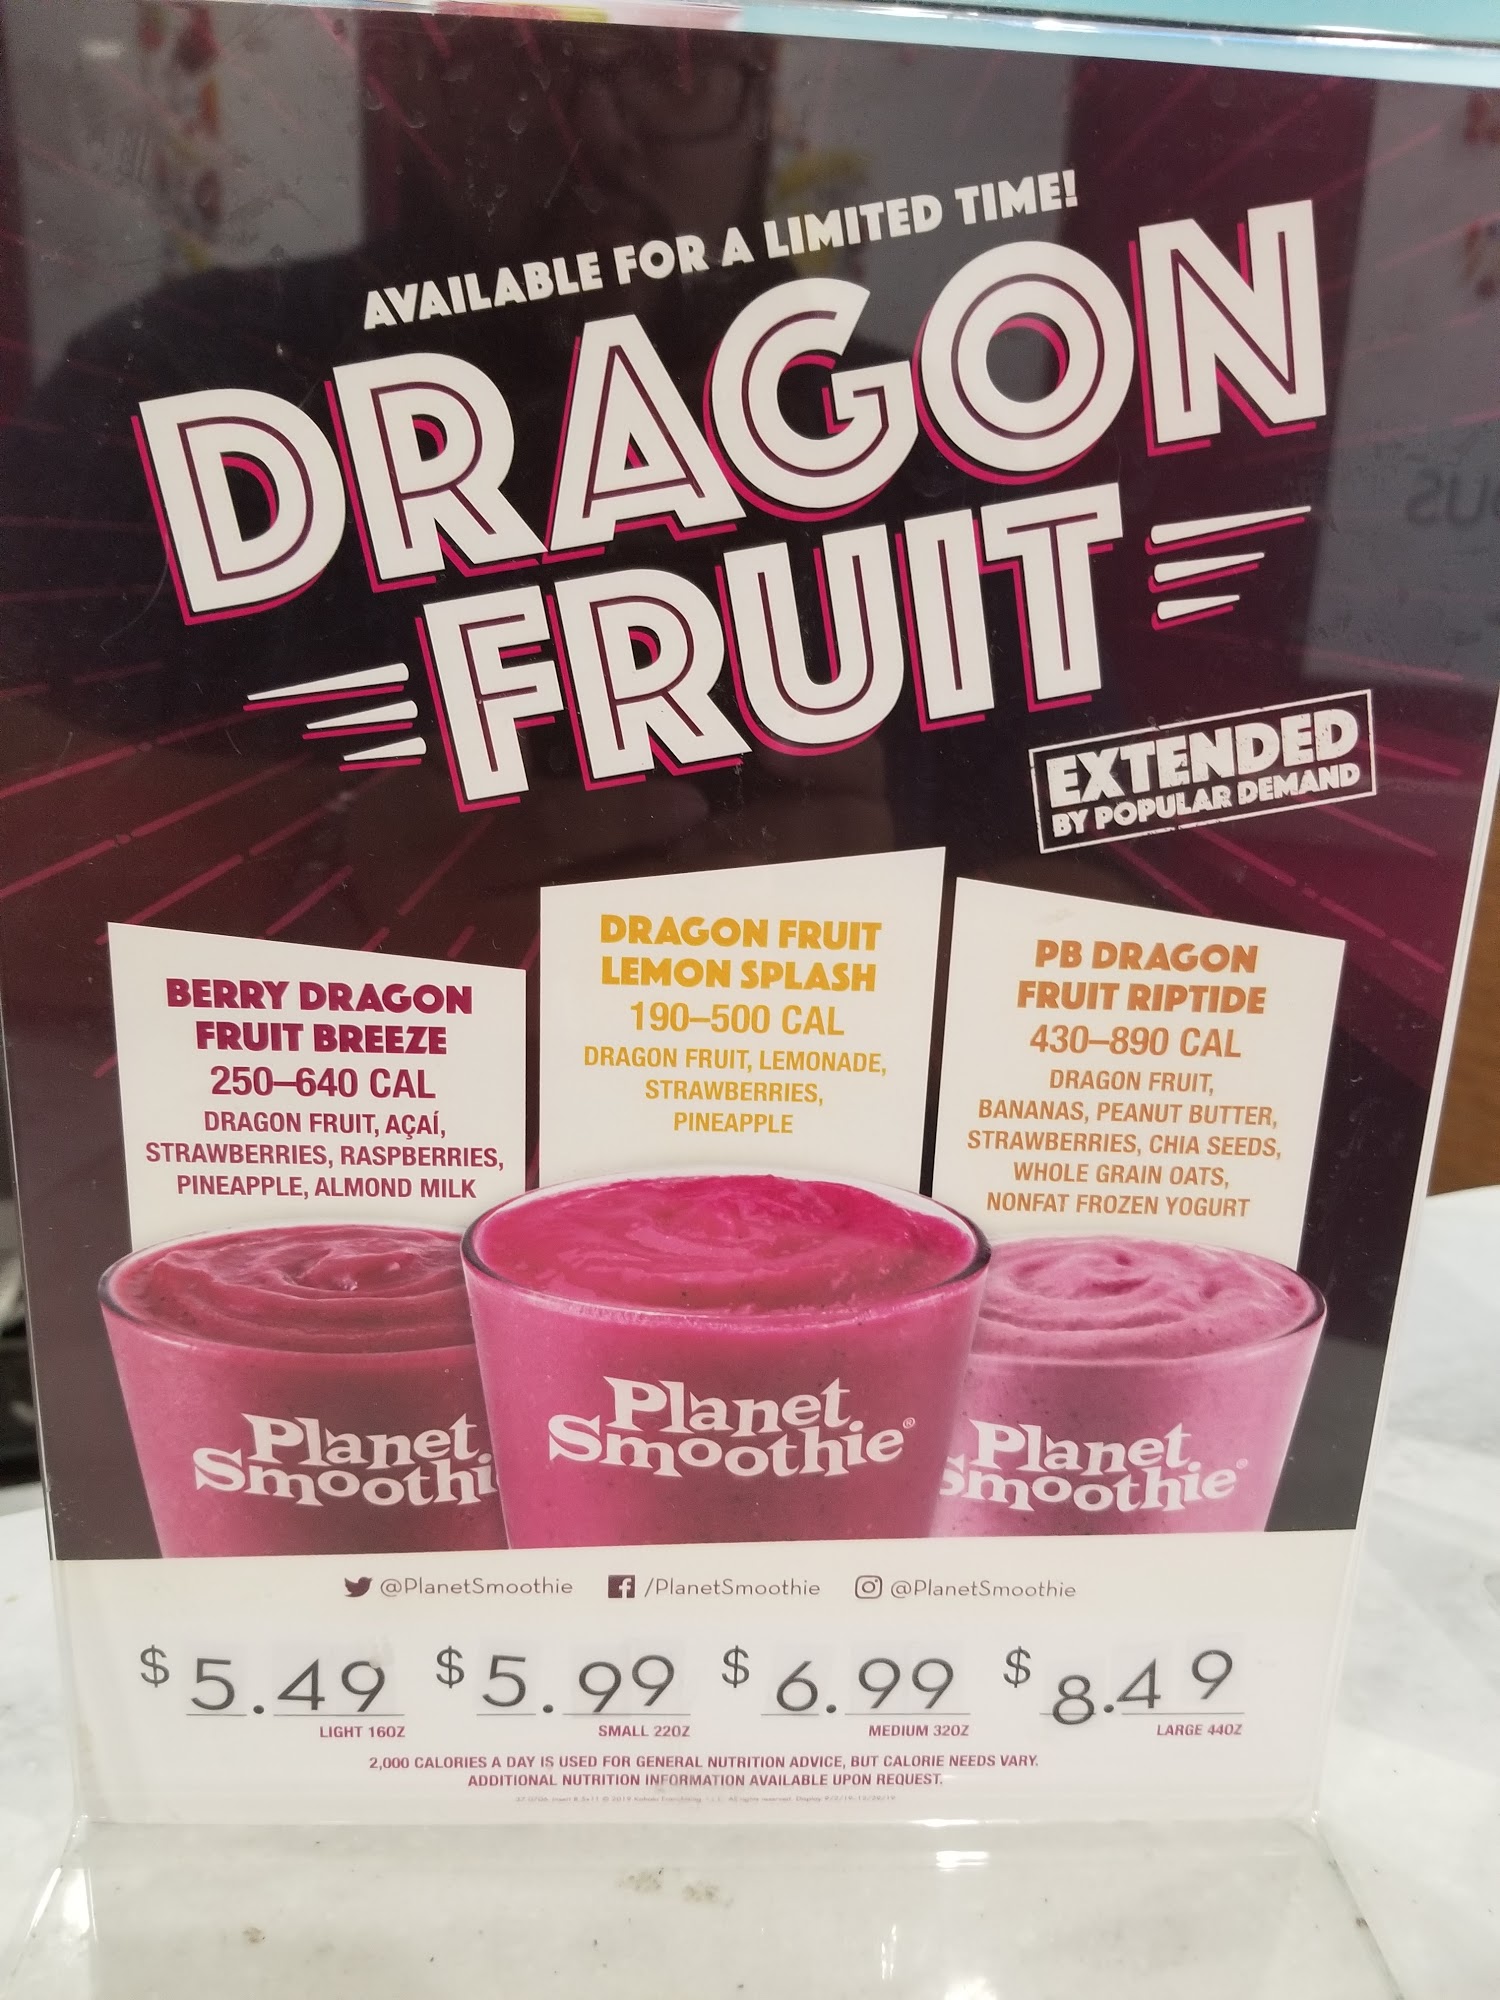 AVAILABLE FOR A LIMITED TIME!
DRAGON
FRUIT
EXTENDED
BY POPULAR DEMAND
BERRY DRAGON
FRUIT BREEZE
250–640 CAL
DRAGON FRUIT, AÇAÍ,
STRAWBERRIES, RASPBERRIES,
PINEAPPLE, ALMOND MILK
DRAGON FRUIT
LEMON SPLASH
190–500 CAL
DRAGON FRUIT, LEMONADE,
STRAWBERRIES,
PINEAPPLE
PB DRAGON
FRUIT RIPTIDE
430–890 CAL
DRAGON FRUIT,
BANANAS, PEANUT BUTTER,
STRAWBERRIES, CHIA SEEDS,
WHOLE GRAIN OATS,
NONFAT FROZEN YOGURT
Planet
Smoothi
Planet
Smoothie®
Planet
Smoothie®
@PlanetSmoothie /PlanetSmoothie @PlanetSmoothie
$5.49 $5.99 $6.99 $8.49
LIGHT 16OZ SMALL 22OZ MEDIUM 32OZ LARGE 44OZ
2,000 CALORIES A DAY IS USED FOR GENERAL NUTRITION ADVICE, BUT CALORIE NEEDS VARY.
ADDITIONAL NUTRITION INFORMATION AVAILABLE UPON REQUEST.